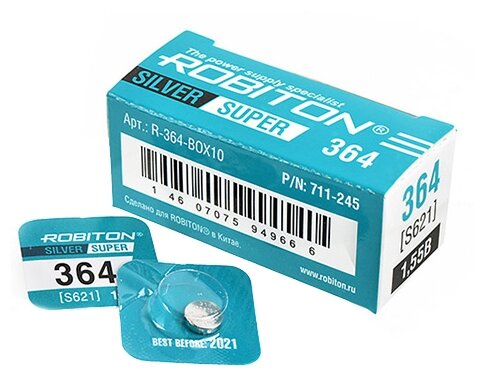 The power supply specialist
ROBITON®
SILVER SUPER 364
Арт.: R-364-BOX10
P/N: 711-245
1 46 07075 94966 6
Сделано для ROBITON® в Китае.
www.robiton.ru
364
[S621]
1.55В
ROBITON®
SILVER SUPER
364
[S621] 1
BEST BEFORE: 2021